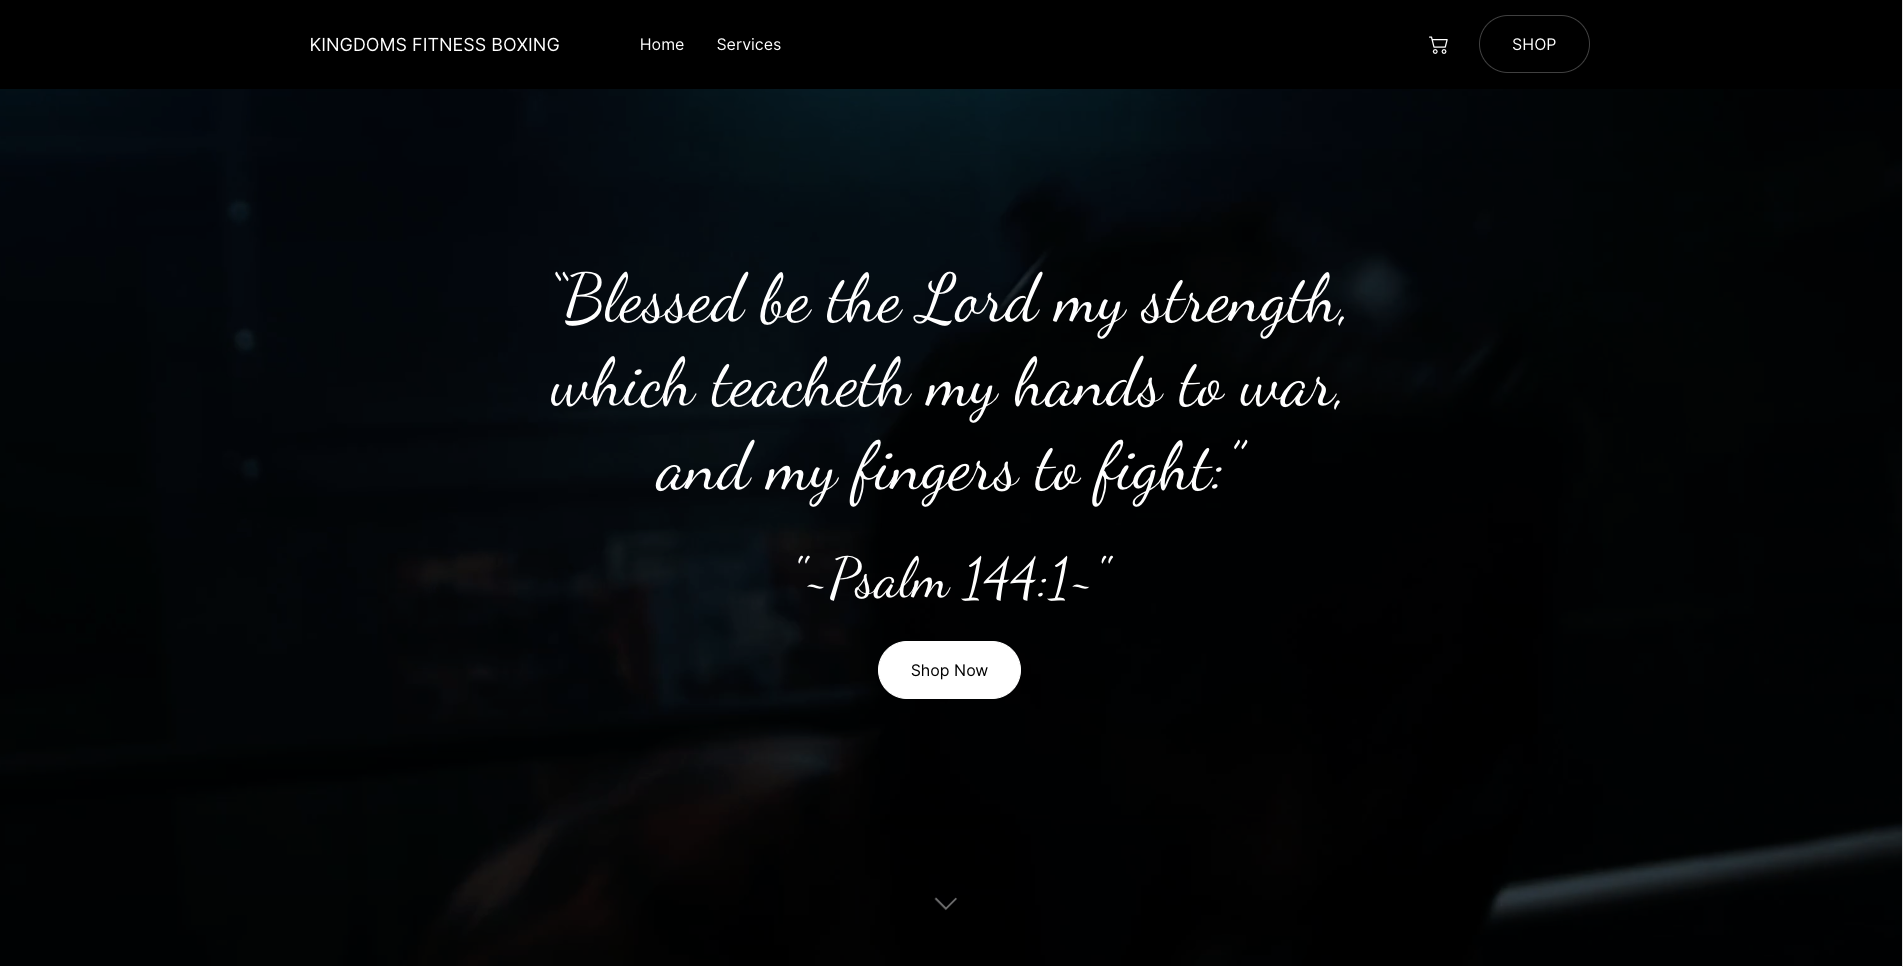 KINGDOMS FITNESS BOXING
Home
Services
SHOP
“Blessed be the Lord my strength,
which teacheth my hands to war,
and my fingers to fight:”
"~Psalm 144:1~"
Shop Now